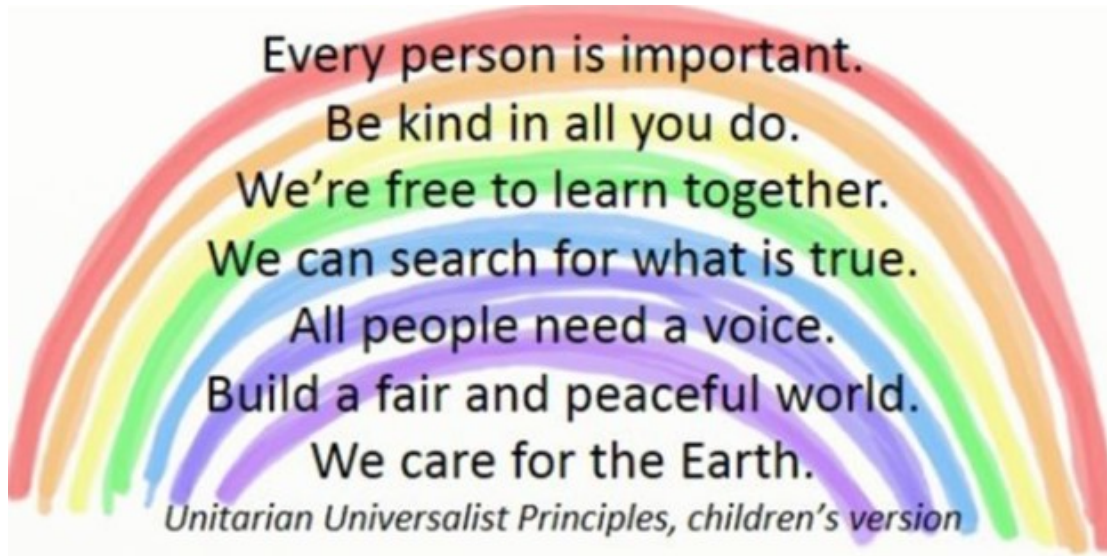 Every person is important.
Be kind in all you do.
We’re free to learn together.
We can search for what is true.
All people need a voice.
Build a fair and peaceful world.
We care for the Earth.
Unitarian Universalist Principles, children’s version